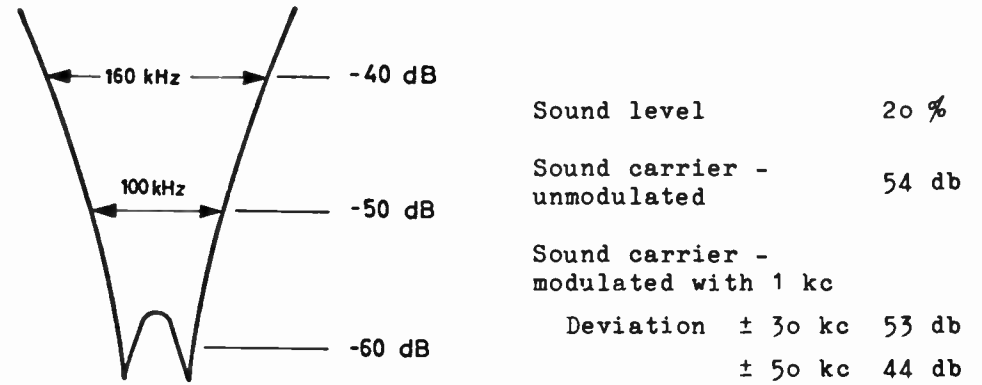 160 kHz
-40 dB
100 kHz
-50 dB
-60 dB
Sound level 2o %
Sound carrier -
unmodulated 54 db
Sound carrier -
modulated with 1 kc
Deviation ± 3o kc 53 db
± 5o kc 44 db